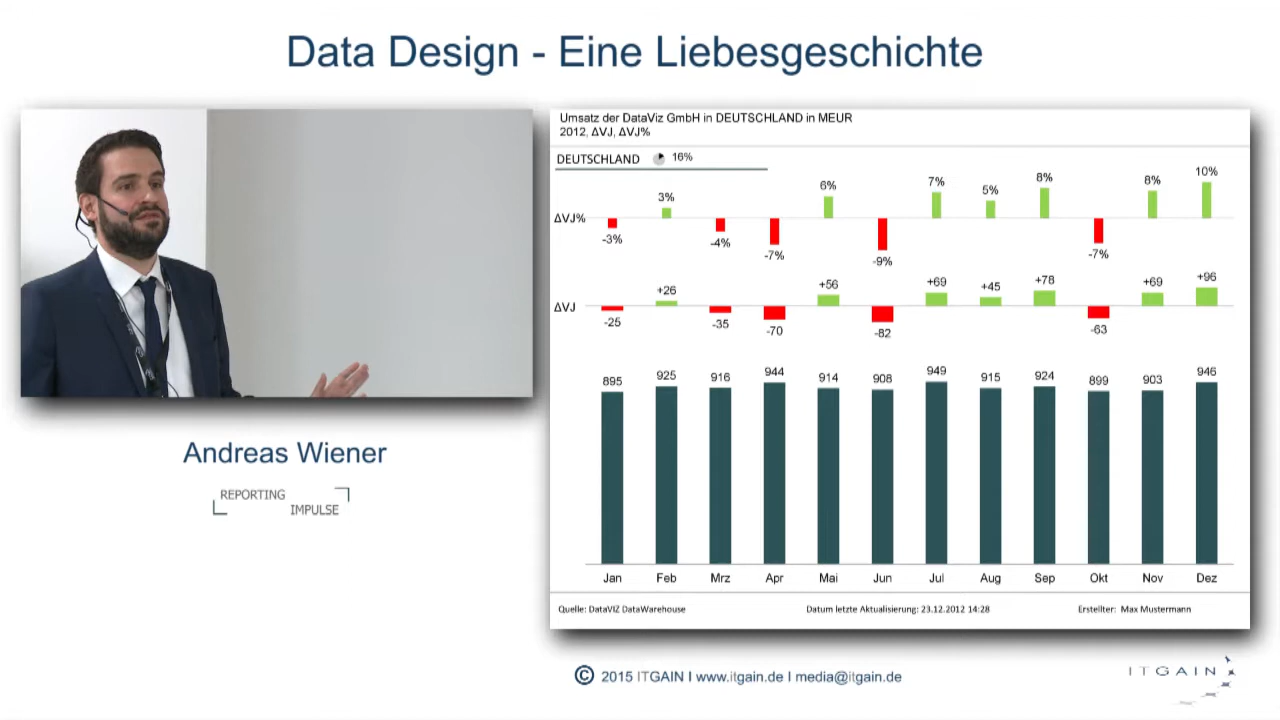 Data Design - Eine Liebesgeschichte
Andreas Wiener
REPORTING
IMPULSE
Umsatz der DataViz GmbH in DEUTSCHLAND in MEUR
2012, ΔVJ, ΔVJ%
DEUTSCHLAND 16%
ΔVJ%
-3% 3% -4% -7% 6% -9% 7% 5% 8% -7% 8% 10%
ΔVJ
-25 +26 -35 -70 +56 -82 +69 +45 +78 -63 +69 +96
895 925 916 944 914 908 949 915 924 899 903 946
Jan Feb Mrz Apr Mai Jun Jul Aug Sep Okt Nov Dez
Quelle: DataVIZ DataWarehouse Datum letzte Aktualisierung: 23.12.2012 14:28 Erstellter: Max Mustermann
© 2015 ITGAIN I www.itgain.de I media@itgain.de
ITGAIN